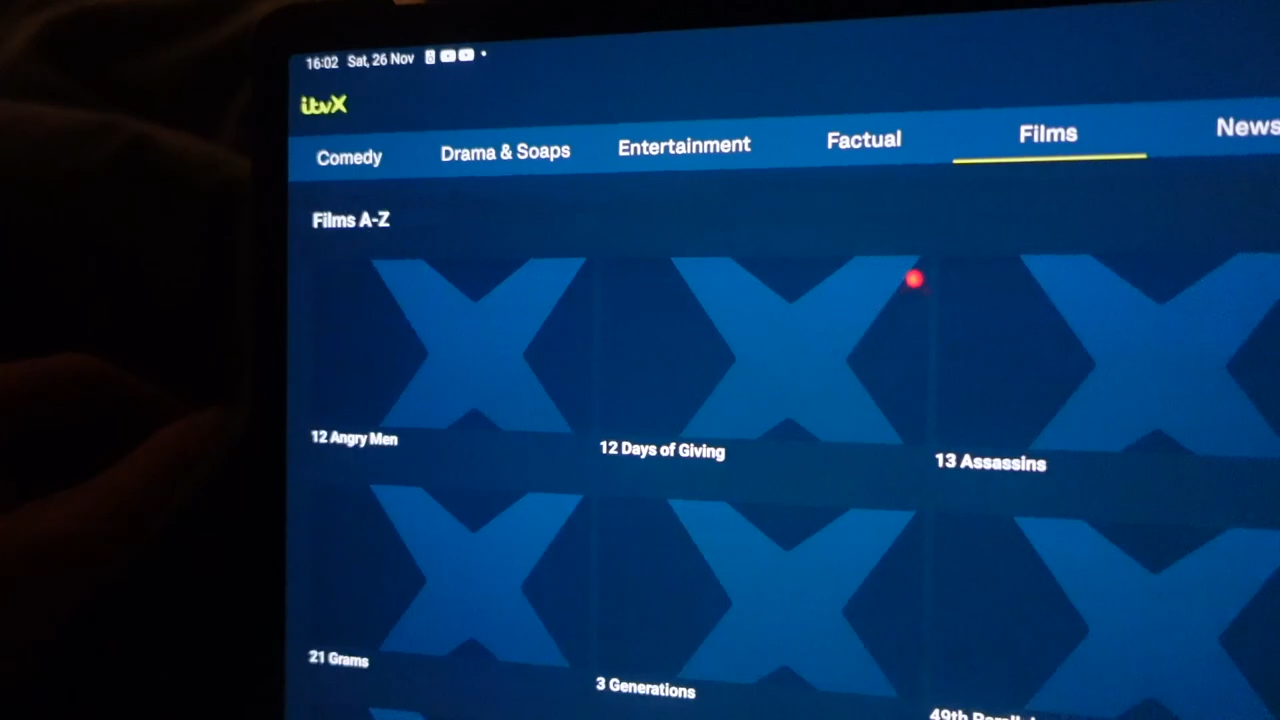 16:02 Sat, 26 Nov
itvX
Comedy Drama & Soaps Entertainment Factual Films News
Films A-Z
12 Angry Men 12 Days of Giving 13 Assassins
21 Grams 3 Generations 49th